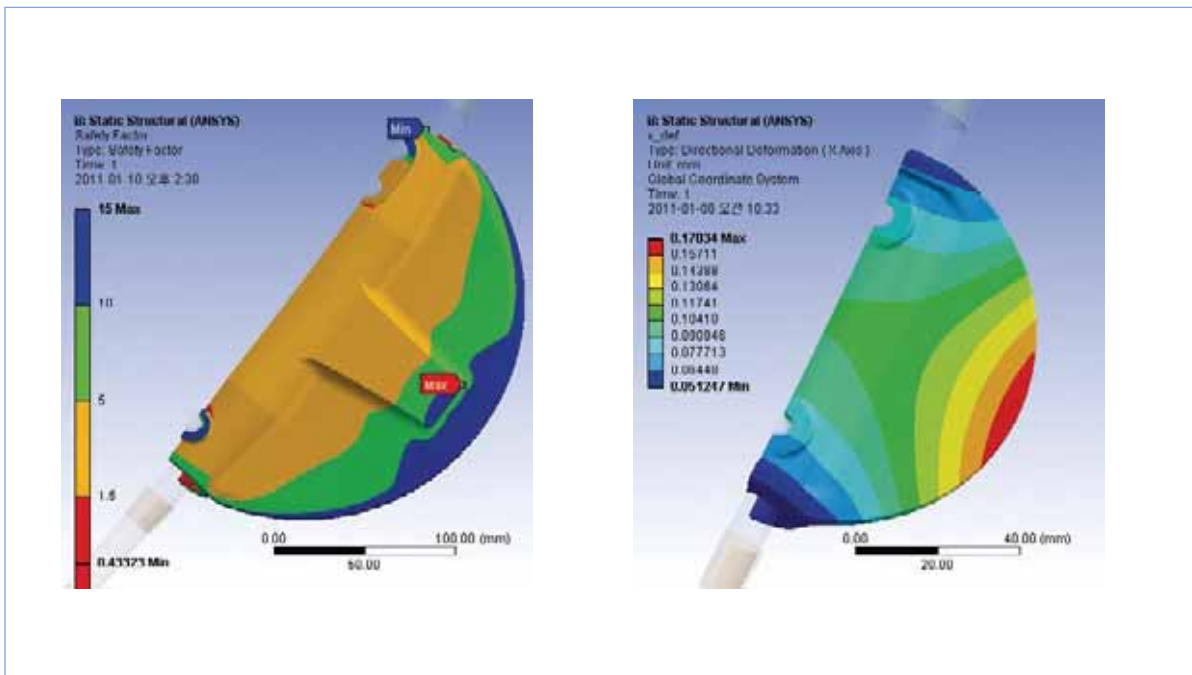 B: Static Structural (ANSYS)
Safety Factor
Type: Safety Factor
Time: 1
2011-01-10 오후 2:30
15 Max
10
5
1.5
0.43323 Min
Min
Max
0.00
100.00 (mm)
50.00
B: Static Structural (ANSYS)
x_def
Type: Directional Deformation ( X Axis )
Unit: mm
Global Coordinate System
Time: 1
2011-01-08 오전 10:33
0.17034 Max
0.15711
0.14388
0.13064
0.11741
0.10418
0.090946
0.077713
0.06448
0.051247 Min
0.00
40.00 (mm)
20.00